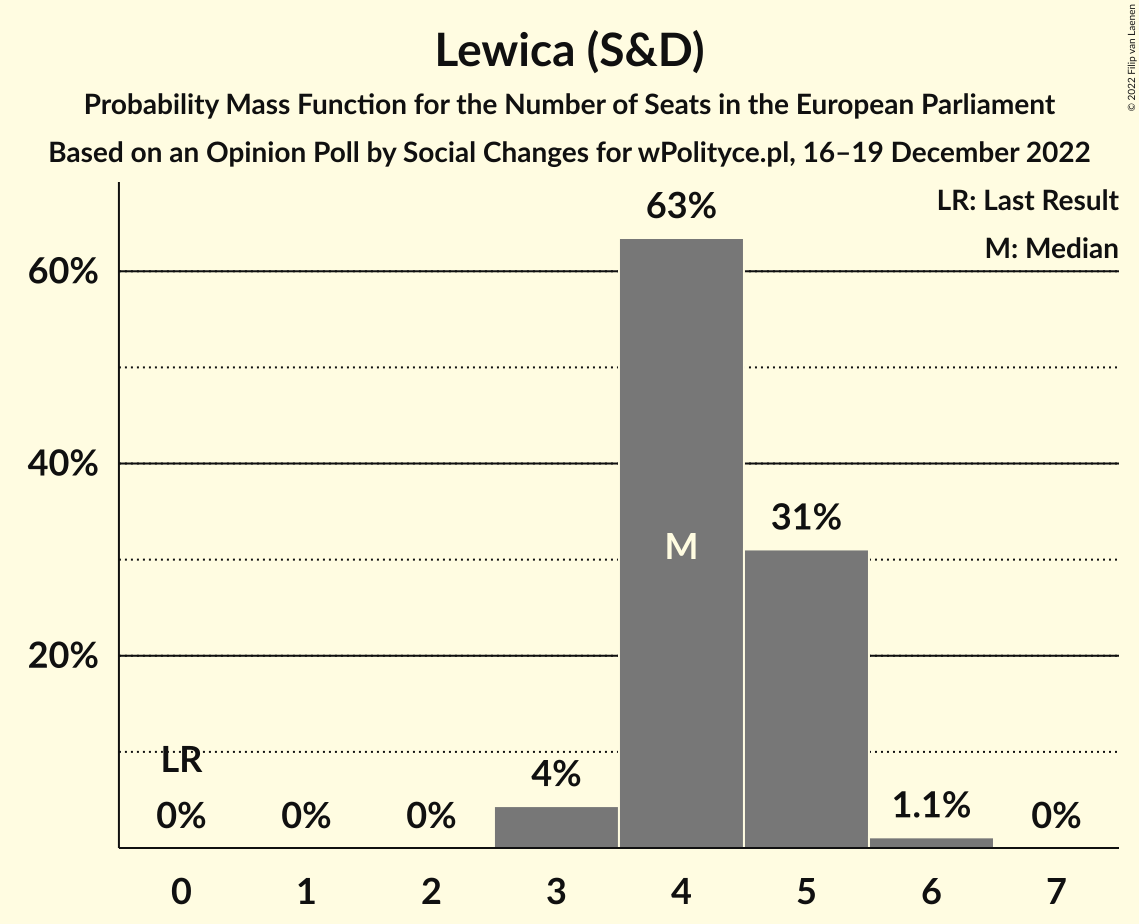 Lewica (S&D)
Probability Mass Function for the Number of Seats in the European Parliament
Based on an Opinion Poll by Social Changes for wPolityce.pl, 16–19 December 2022
© 2022 Filip van Laenen
LR: Last Result
M: Median
60%
40%
20%
63%
M
31%
LR
0%
0%
0%
4%
1.1%
0%
0
1
2
3
4
5
6
7